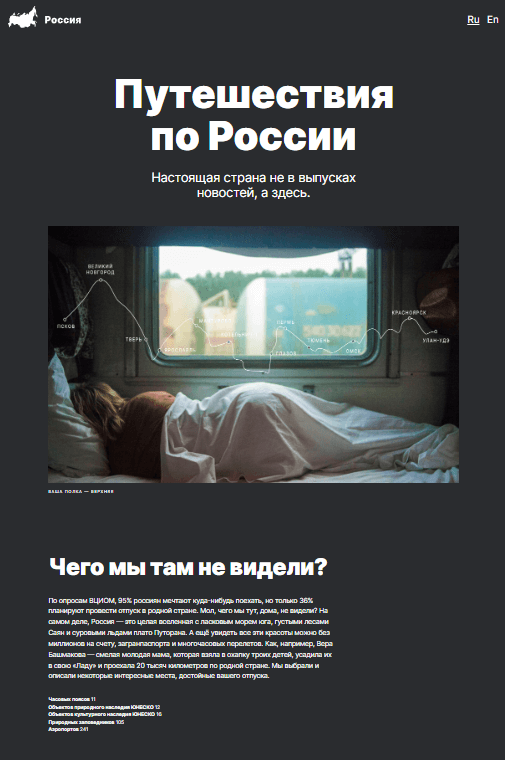 Россия
Ru En
Путешествия
по России
Настоящая страна не в выпусках
новостей, а здесь.
ВЕЛИКИЙ
НОВГОРОД
ПСКОВ
ТВЕРЬ
ЯРОСЛАВЛЬ
ПЕРМЬ
ГЛАЗОВ
ТЮМЕНЬ
ОМСК
КРАСНОЯРСК
УЛАН-УДЭ
ВАША ПОЛКА — ВЕРХНЯЯ
Чего мы там не видели?
По опросам ВЦИОМ, 95% россиян мечтают куда-нибудь поехать, но только 36%
планируют провести отпуск в родной стране. Мол, чего мы тут, дома, не видели? На
самом деле, Россия — это целая вселенная с ласковым морем юга, густыми лесами
Саян и суровыми льдами плато Путорана. А ещё увидеть все эти красоты можно без
миллионов на счету, загранпаспорта и многочасовых перелетов. Как, например, Вера
Башмакова — смелая молодая мама, которая взяла в охапку троих детей, усадила их
в свою «Ладу» и проехала 20 тысяч километров по родной стране. Мы выбрали и
описали некоторые интересные места, достойные вашего отпуска.
Часовых поясов 11
Объектов природного наследия ЮНЕСКО 12
Объектов культурного наследия ЮНЕСКО 16
Природных заповедников 105
Аэропортов 241